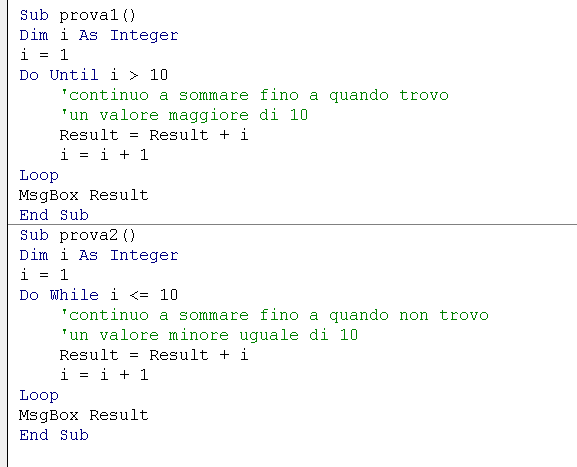 Sub prova1()
Dim i As Integer
i = 1
Do Until i > 10
    'continuo a sommare fino a quando trovo
    'un valore maggiore di 10
    Result = Result + i
    i = i + 1
Loop
MsgBox Result
End Sub
Sub prova2()
Dim i As Integer
i = 1
Do While i <= 10
    'continuo a sommare fino a quando non trovo
    'un valore minore uguale di 10
    Result = Result + i
    i = i + 1
Loop
MsgBox Result
End Sub